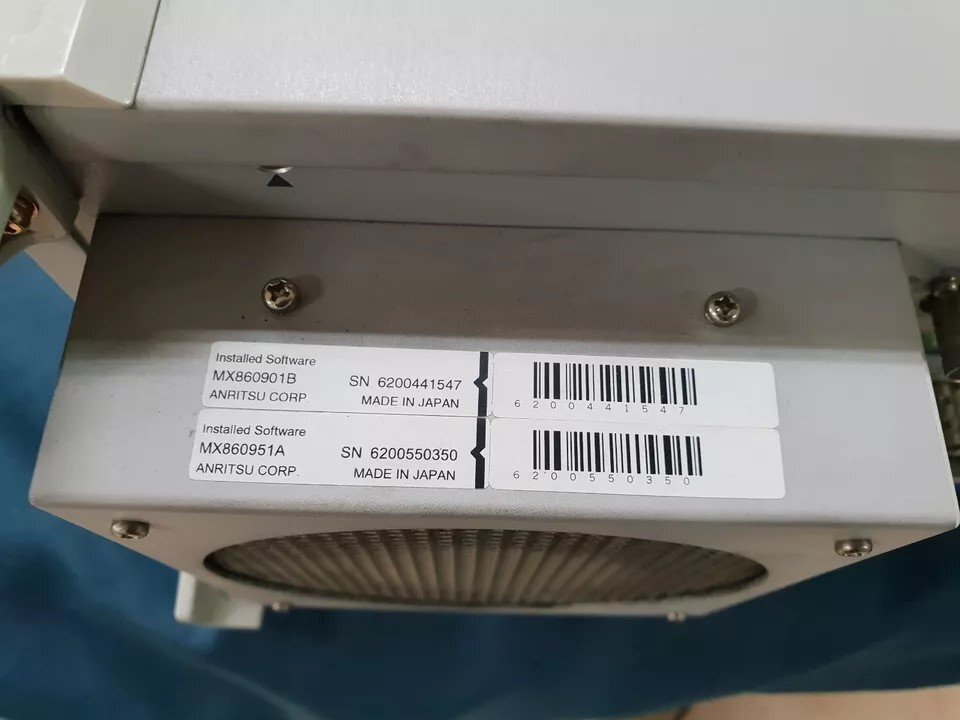 Installed Software
MX860901B SN 6200441547
ANRITSU CORP. MADE IN JAPAN
6200441547
Installed Software
MX860951A SN 6200550350
ANRITSU CORP. MADE IN JAPAN
6200550350